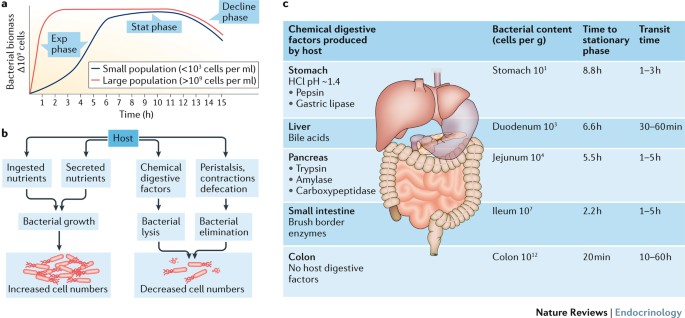 a
Decline
phase
Stat phase
Exp
phase
Bacterial biomass
Δ10⁹ cells
Small population (<10³ cells per ml)
Large population (>10⁹ cells per ml)
1 2 3 4 5 6 7 8 9 10 11 12 13 14 15
Time (h)
b
Host
Ingested
nutrients
Secreted
nutrients
Chemical
digestive
factors
Peristalsis,
contractions
defecation
Bacterial growth
Bacterial
lysis
Bacterial
elimination
Increased cell numbers
Decreased cell numbers
c
Chemical digestive
factors produced
by host
Bacterial content
(cells per g)
Time to
stationary
phase
Transit
time
Stomach
HCl pH ~1.4
• Pepsin
• Gastric lipase
Stomach 10¹
8.8h
1–3h
Liver
Bile acids
Duodenum 10³
6.6h
30–60min
Pancreas
• Trypsin
• Amylase
• Carboxypeptidase
Jejunum 10⁴
5.5h
1–5h
Small intestine
Brush border
enzymes
Ileum 10⁷
2.2h
1–5h
Colon
No host digestive
factors
Colon 10¹²
20min
10–60h
Nature Reviews | Endocrinology